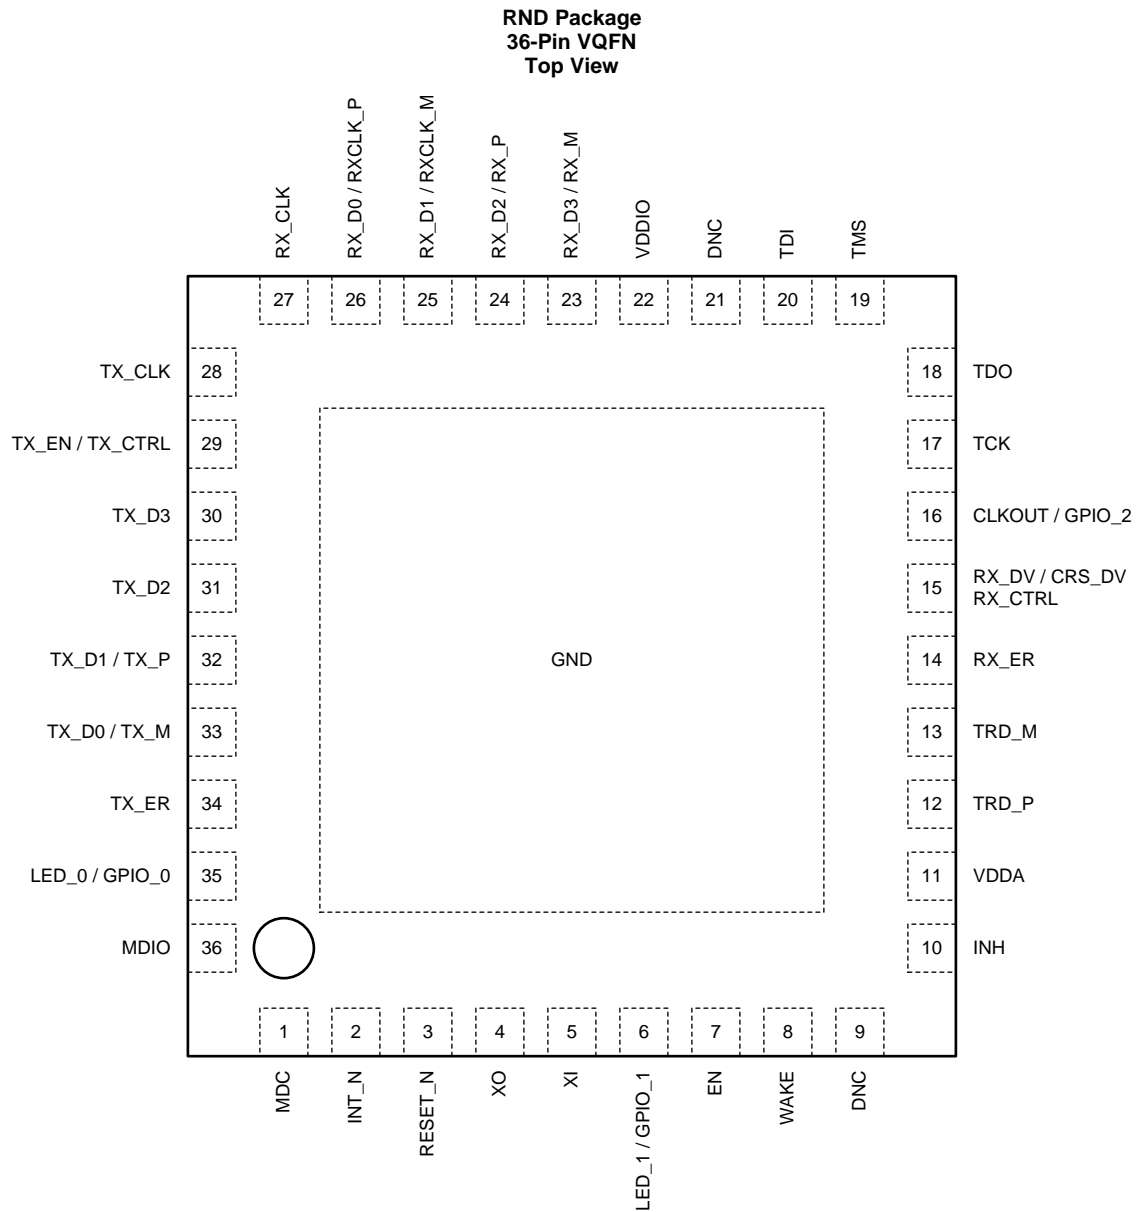 RND Package
36-Pin VQFN
Top View
RX_CLK
RX_D0 / RXCLK_P
RX_D1 / RXCLK_M
RX_D2 / RX_P
RX_D3 / RX_M
VDDIO
DNC
TDI
TMS
27
26
25
24
23
22
21
20
19
TX_CLK
28
TX_EN / TX_CTRL
29
TX_D3
30
TX_D2
31
TX_D1 / TX_P
32
TX_D0 / TX_M
33
TX_ER
34
LED_0 / GPIO_0
35
MDIO
36
GND
18
TDO
17
TCK
16
CLKOUT / GPIO_2
15
RX_DV / CRS_DV
RX_CTRL
14
RX_ER
13
TRD_M
12
TRD_P
11
VDDA
10
INH
1
2
3
4
5
6
7
8
9
MDC
INT_N
RESET_N
XO
XI
LED_1 / GPIO_1
EN
WAKE
DNC